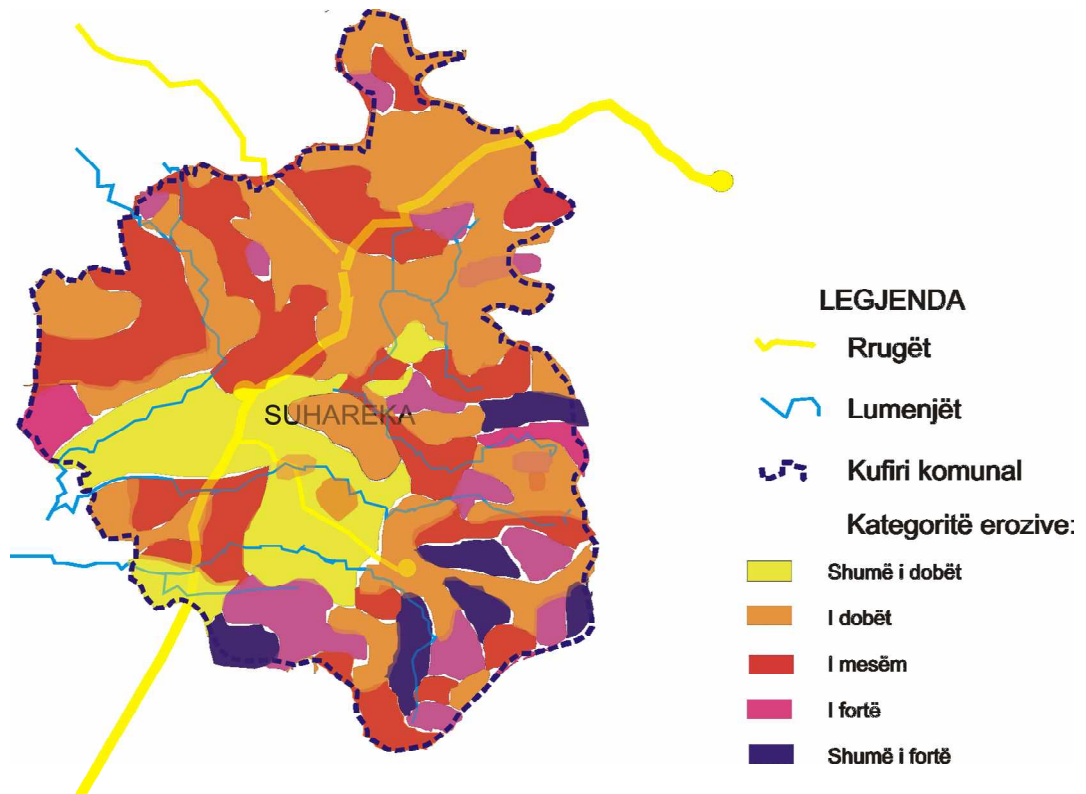 SUHAREKA
LEGJENDA
Rrugët
Lumenjët
Kufiri komunal
Kategoritë erozive:
Shumë i dobët
I dobët
I mesëm
I fortë
Shumë i fortë